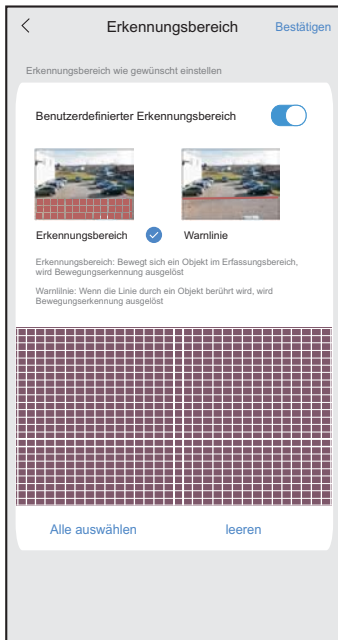 Erkennungsbereich
Bestätigen
Erkennungsbereich wie gewünscht einstellen
Benutzerdefinierter Erkennungsbereich
Erkennungsbereich
Warnlinie
Erkennungsbereich: Bewegt sich ein Objekt im Erfassungsbereich,
wird Bewegungserkennung ausgelöst
Warnlilnie: Wenn die Linie durch ein Objekt berührt wird, wird
Bewegungserkennung ausgelöst
Alle auswählen
leeren